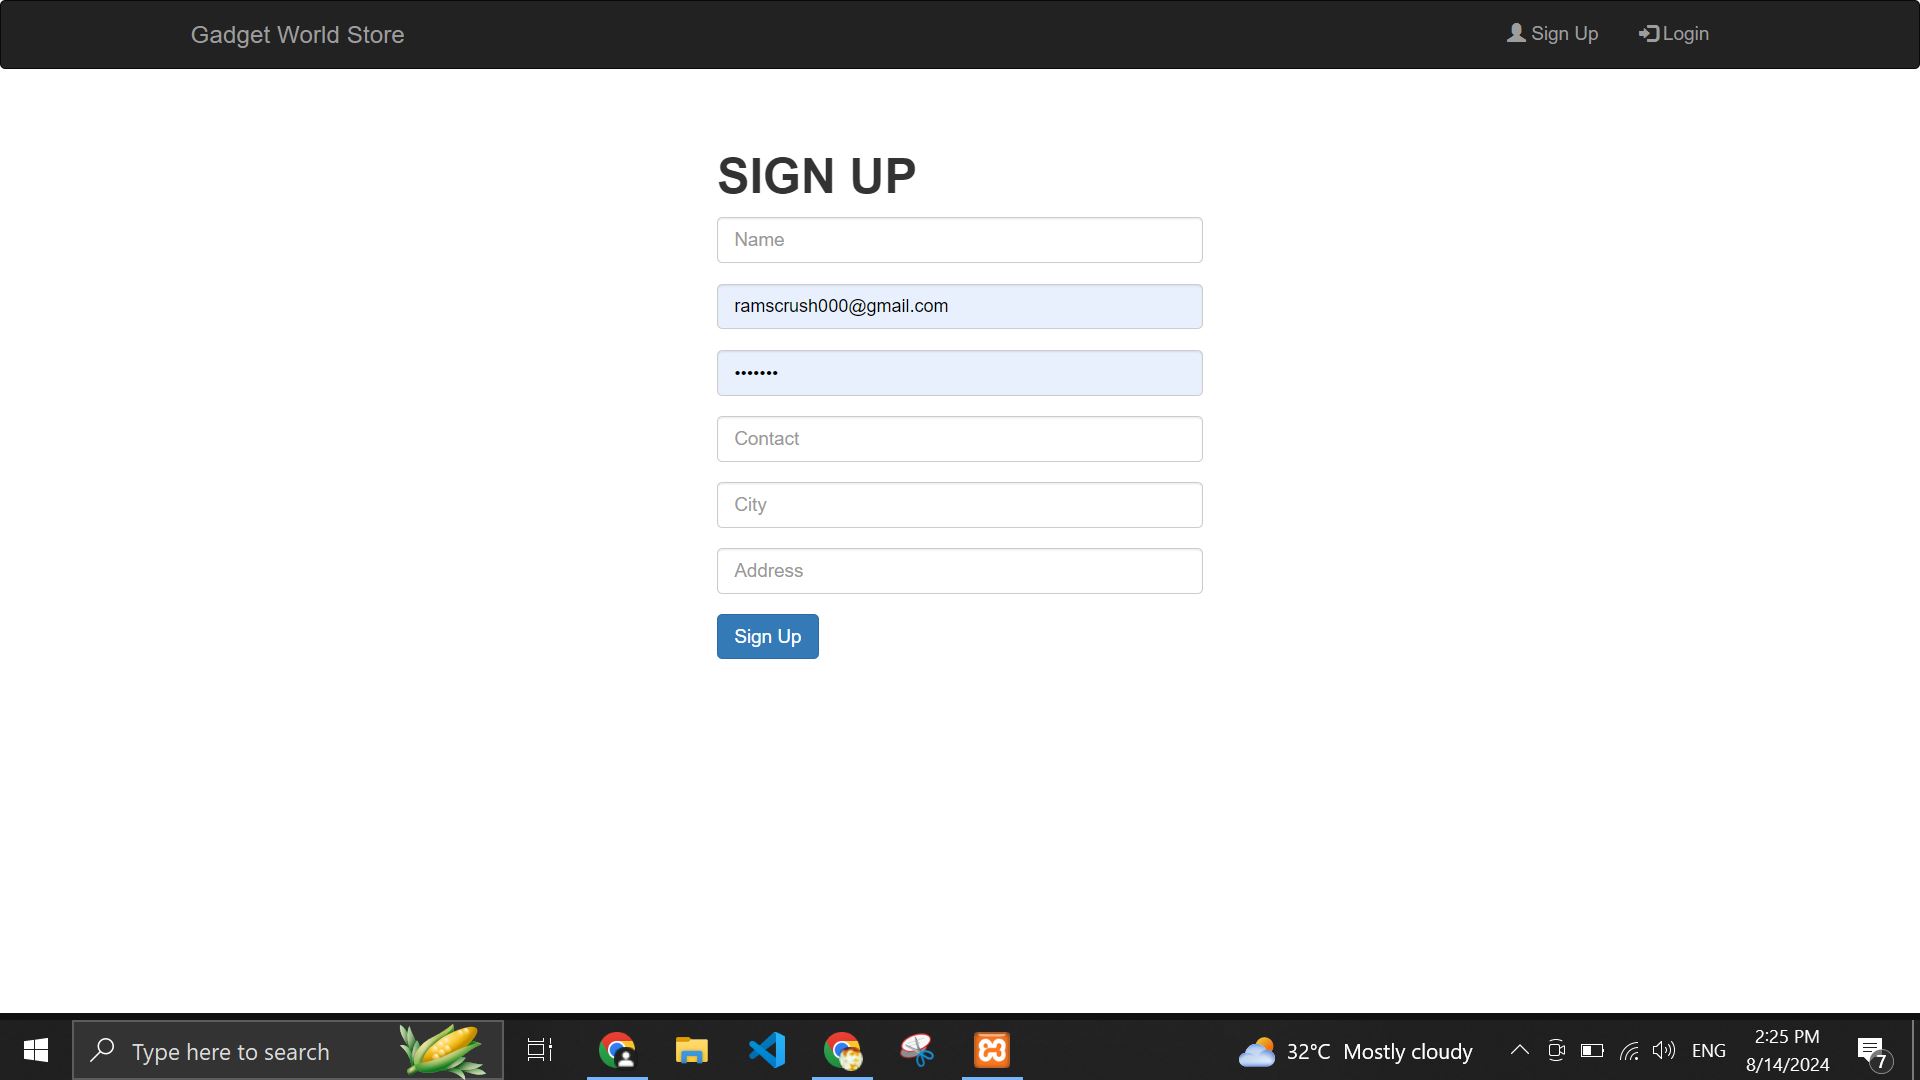 Gadget World Store
Sign Up
Login
SIGN UP
Name
ramscrush000@gmail.com
•••••••
Contact
City
Address
Sign Up
Type here to search
32°C Mostly cloudy
ENG
2:25 PM
8/14/2024
7